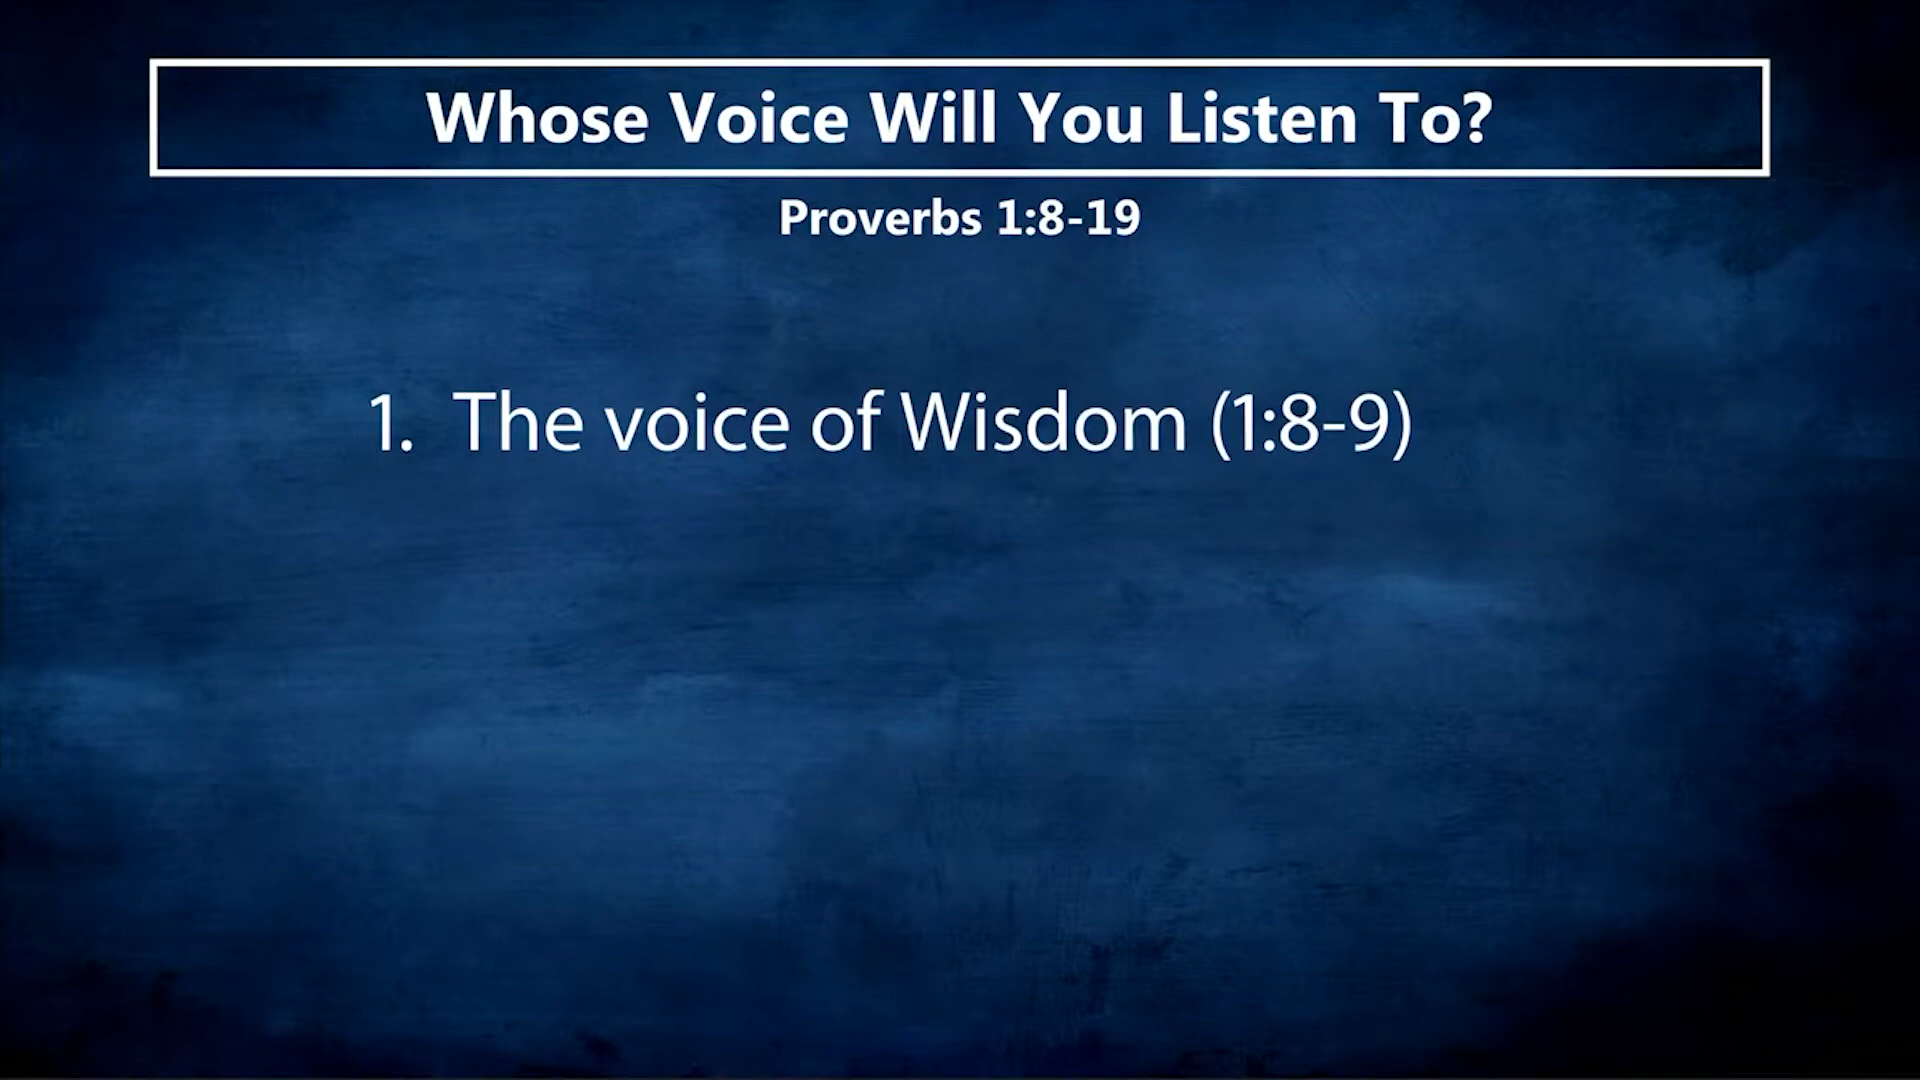 Whose Voice Will You Listen To?
Proverbs 1:8-19
1. The voice of Wisdom (1:8-9)